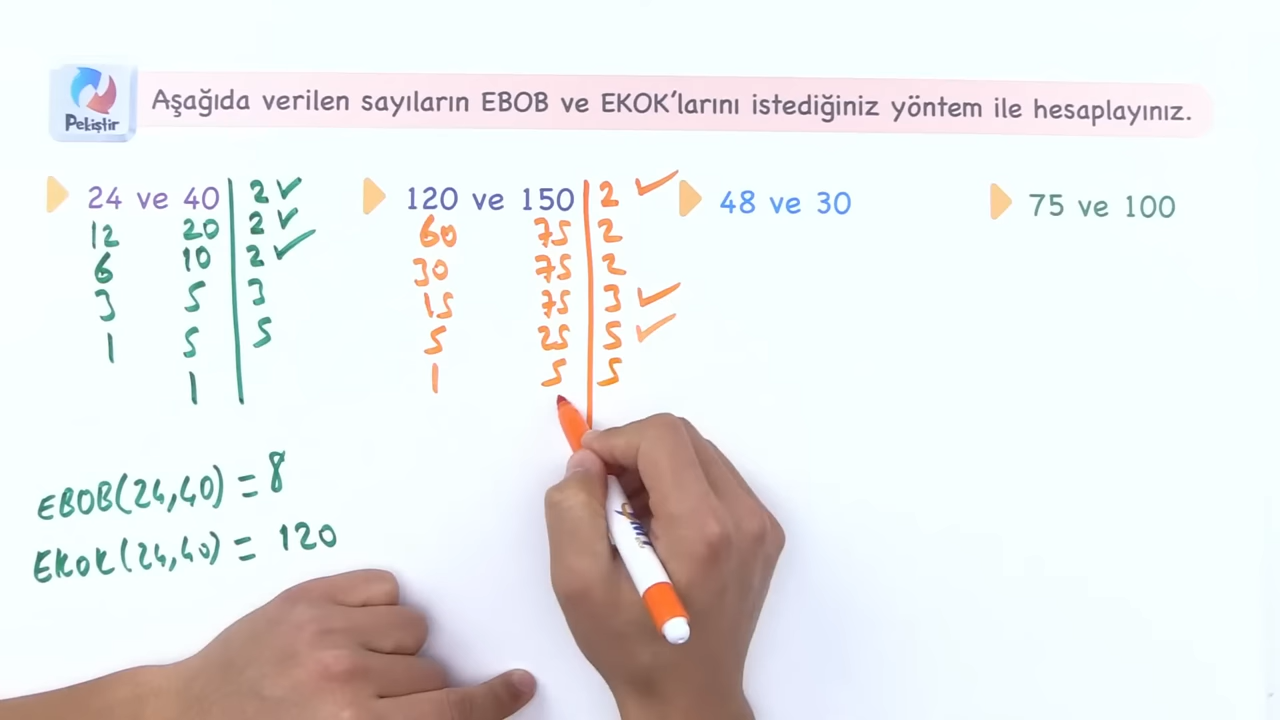 Pekiştir
Aşağıda verilen sayıların EBOB ve EKOK'larını istediğiniz yöntem ile hesaplayınız.
24 ve 40 2 ✓
12 20 2 ✓
6 10 2 ✓
3 5 3
1 5 5
1
EBOB(24,40) = 8
EKOK(24,40) = 120
120 ve 150 2 ✓
60 75 2
30 75 2
15 75 3 ✓
5 25 5 ✓
1 5 5
48 ve 30
75 ve 100